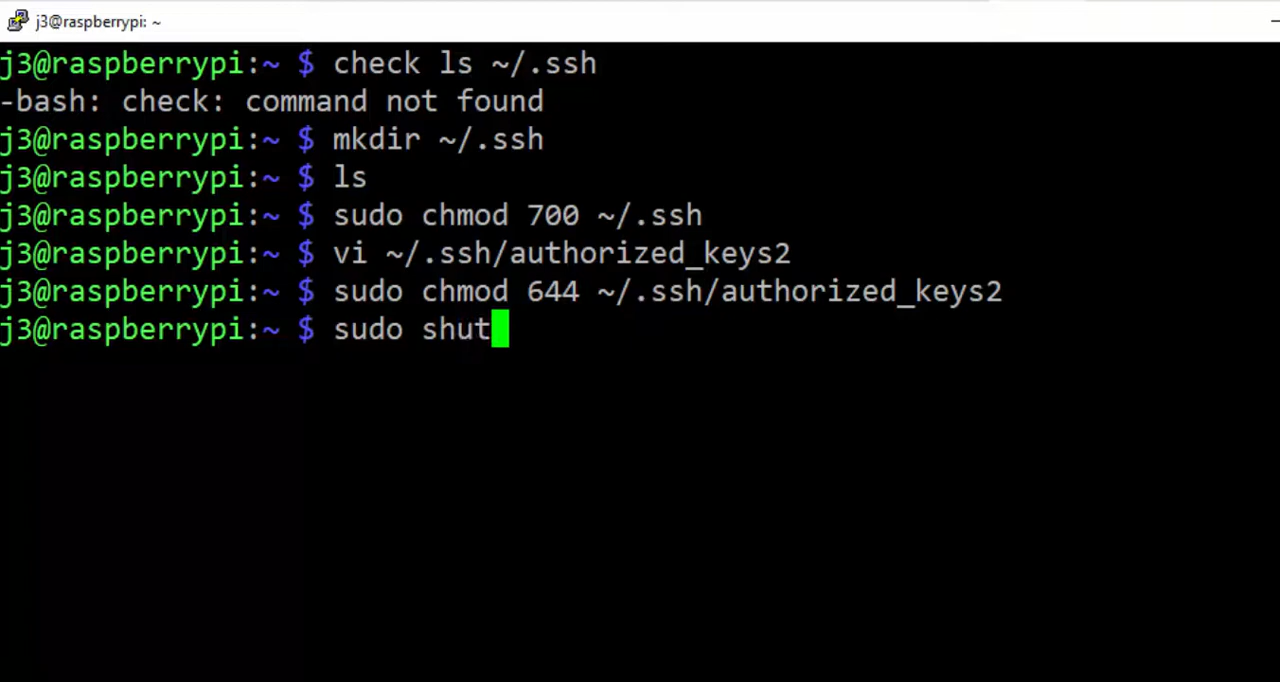 j3@raspberrypi: ~
j3@raspberrypi:~ $ check ls ~/.ssh
-bash: check: command not found
j3@raspberrypi:~ $ mkdir ~/.ssh
j3@raspberrypi:~ $ ls
j3@raspberrypi:~ $ sudo chmod 700 ~/.ssh
j3@raspberrypi:~ $ vi ~/.ssh/authorized_keys2
j3@raspberrypi:~ $ sudo chmod 644 ~/.ssh/authorized_keys2
j3@raspberrypi:~ $ sudo shut